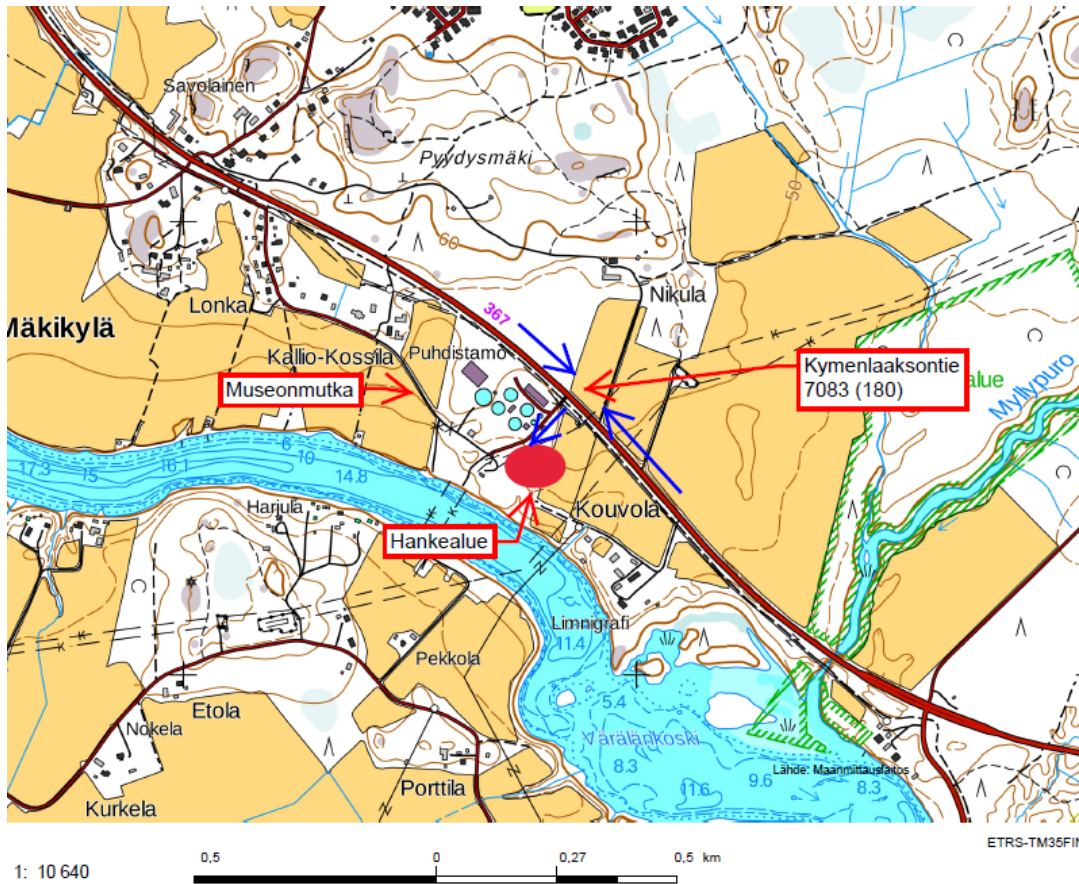 Savolainen
Pyydysmäki
50
60
Lonka
367
Nikula
Mäkikylä
Kallio-Kossila
Puhdistamo
Museonmutka
Kymenlaaksontie
7083 (180)
alue
Myllypuro
6
10
17.3
15
16.1
14.8
Harjula
Kouvola
Hankealue
K
K
K
K
K
Limnigrafi
11.4
Pekkola
5.4
Etola
Nokela
Värälänkoski
8.3
Lähde: Maanmittauslaitos
Porttila
11.6
9.6
8.3
Kurkela
N
N
N
ETRS-TM35FIN
0,5
0
0,27
0,5 km
1: 10 640